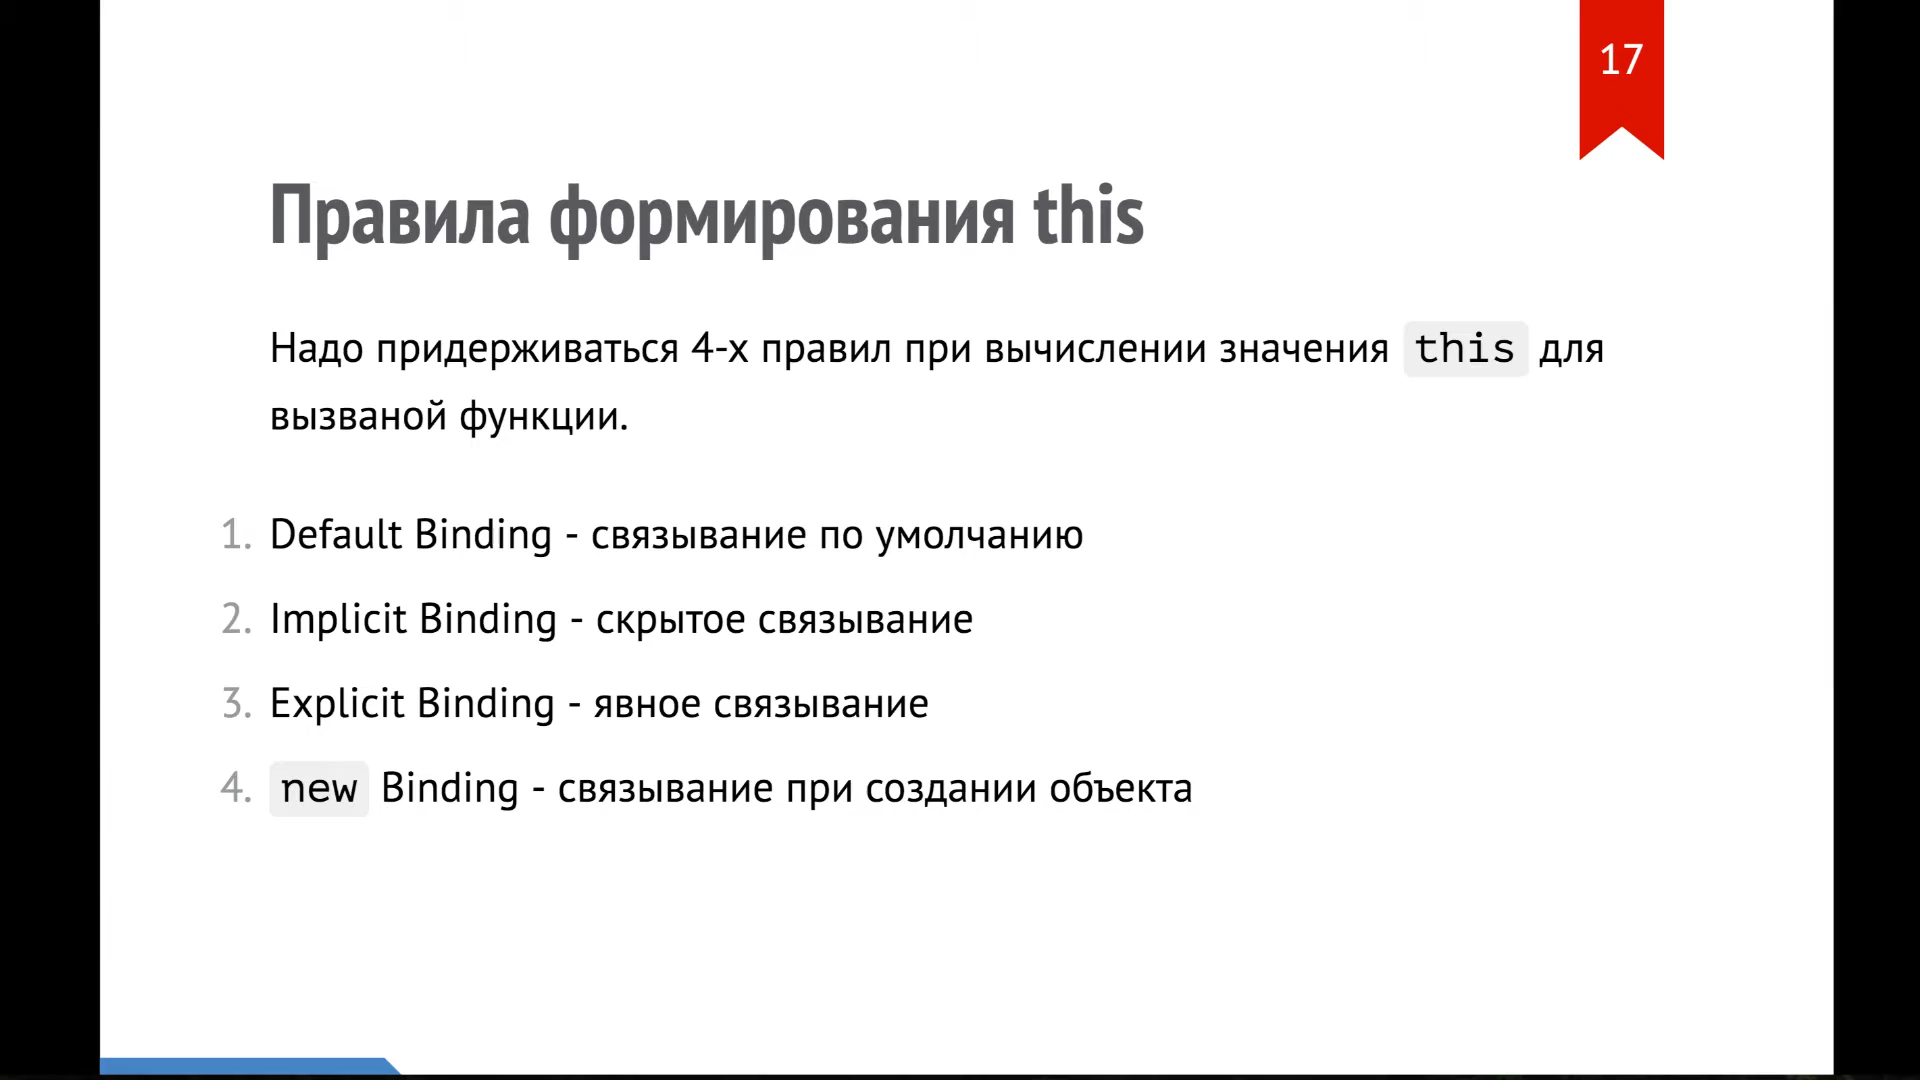 17
Правила формирования this
Надо придерживаться 4-х правил при вычислении значения this для
вызваной функции.
1. Default Binding - связывание по умолчанию
2. Implicit Binding - скрытое связывание
3. Explicit Binding - явное связывание
4. new Binding - связывание при создании объекта